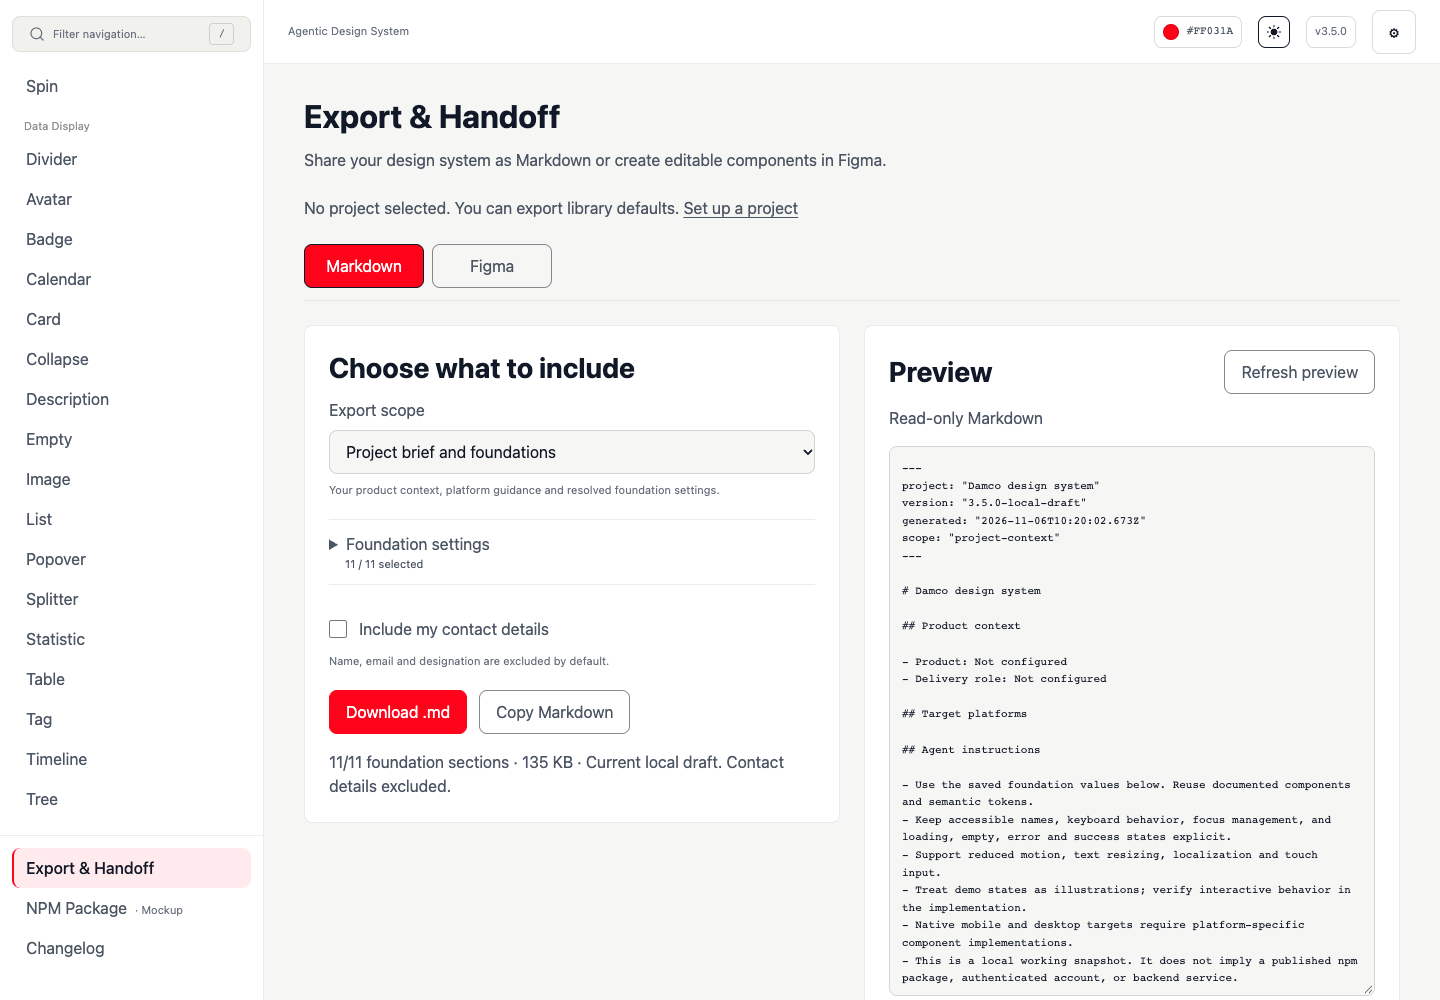 Filter navigation...
/
Spin
Data Display
Divider
Avatar
Badge
Calendar
Card
Collapse
Description
Empty
Image
List
Popover
Splitter
Statistic
Table
Tag
Timeline
Tree
Export & Handoff
NPM Package · Mockup
Changelog
Agentic Design System
#FF031A
v3.5.0
Export & Handoff
Share your design system as Markdown or create editable components in Figma.
No project selected. You can export library defaults. Set up a project
Markdown
Figma
Choose what to include
Export scope
Project brief and foundations
Your product context, platform guidance and resolved foundation settings.
Foundation settings
11 / 11 selected
Include my contact details
Name, email and designation are excluded by default.
Download .md
Copy Markdown
11/11 foundation sections · 135 KB · Current local draft. Contact
details excluded.
Preview
Refresh preview
Read-only Markdown
---
project: "Damco design system"
version: "3.5.0-local-draft"
generated: "2026-11-06T10:20:02.673Z"
scope: "project-context"
---
# Damco design system
## Product context
- Product: Not configured
- Delivery role: Not configured
## Target platforms
## Agent instructions
- Use the saved foundation values below. Reuse documented components
and semantic tokens.
- Keep accessible names, keyboard behavior, focus management, and
loading, empty, error and success states explicit.
- Support reduced motion, text resizing, localization and touch
input.
- Treat demo states as illustrations; verify interactive behavior in
the implementation.
- Native mobile and desktop targets require platform-specific
component implementations.
- This is a local working snapshot. It does not imply a published npm
package, authenticated account, or backend service.